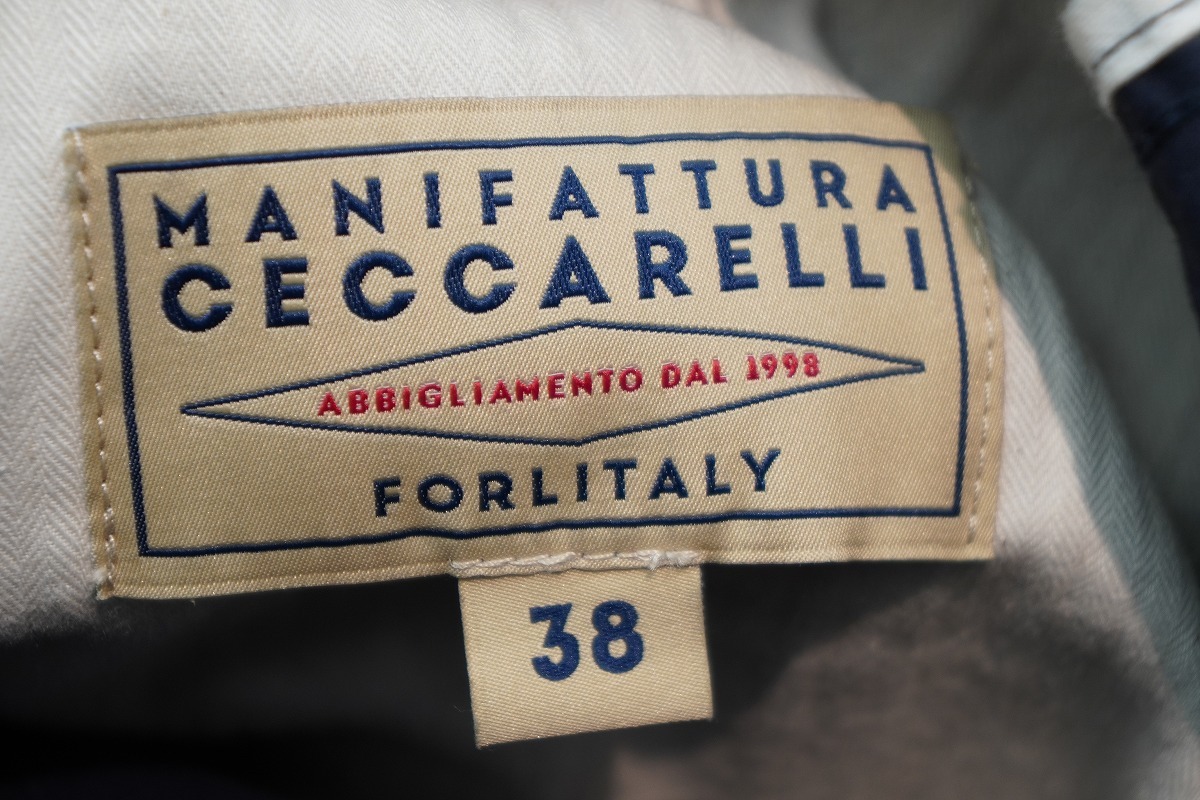 MANIFATTURA
CECCARELLI
ABBIGLIAMENTO DAL 1998
FORLITALY
38